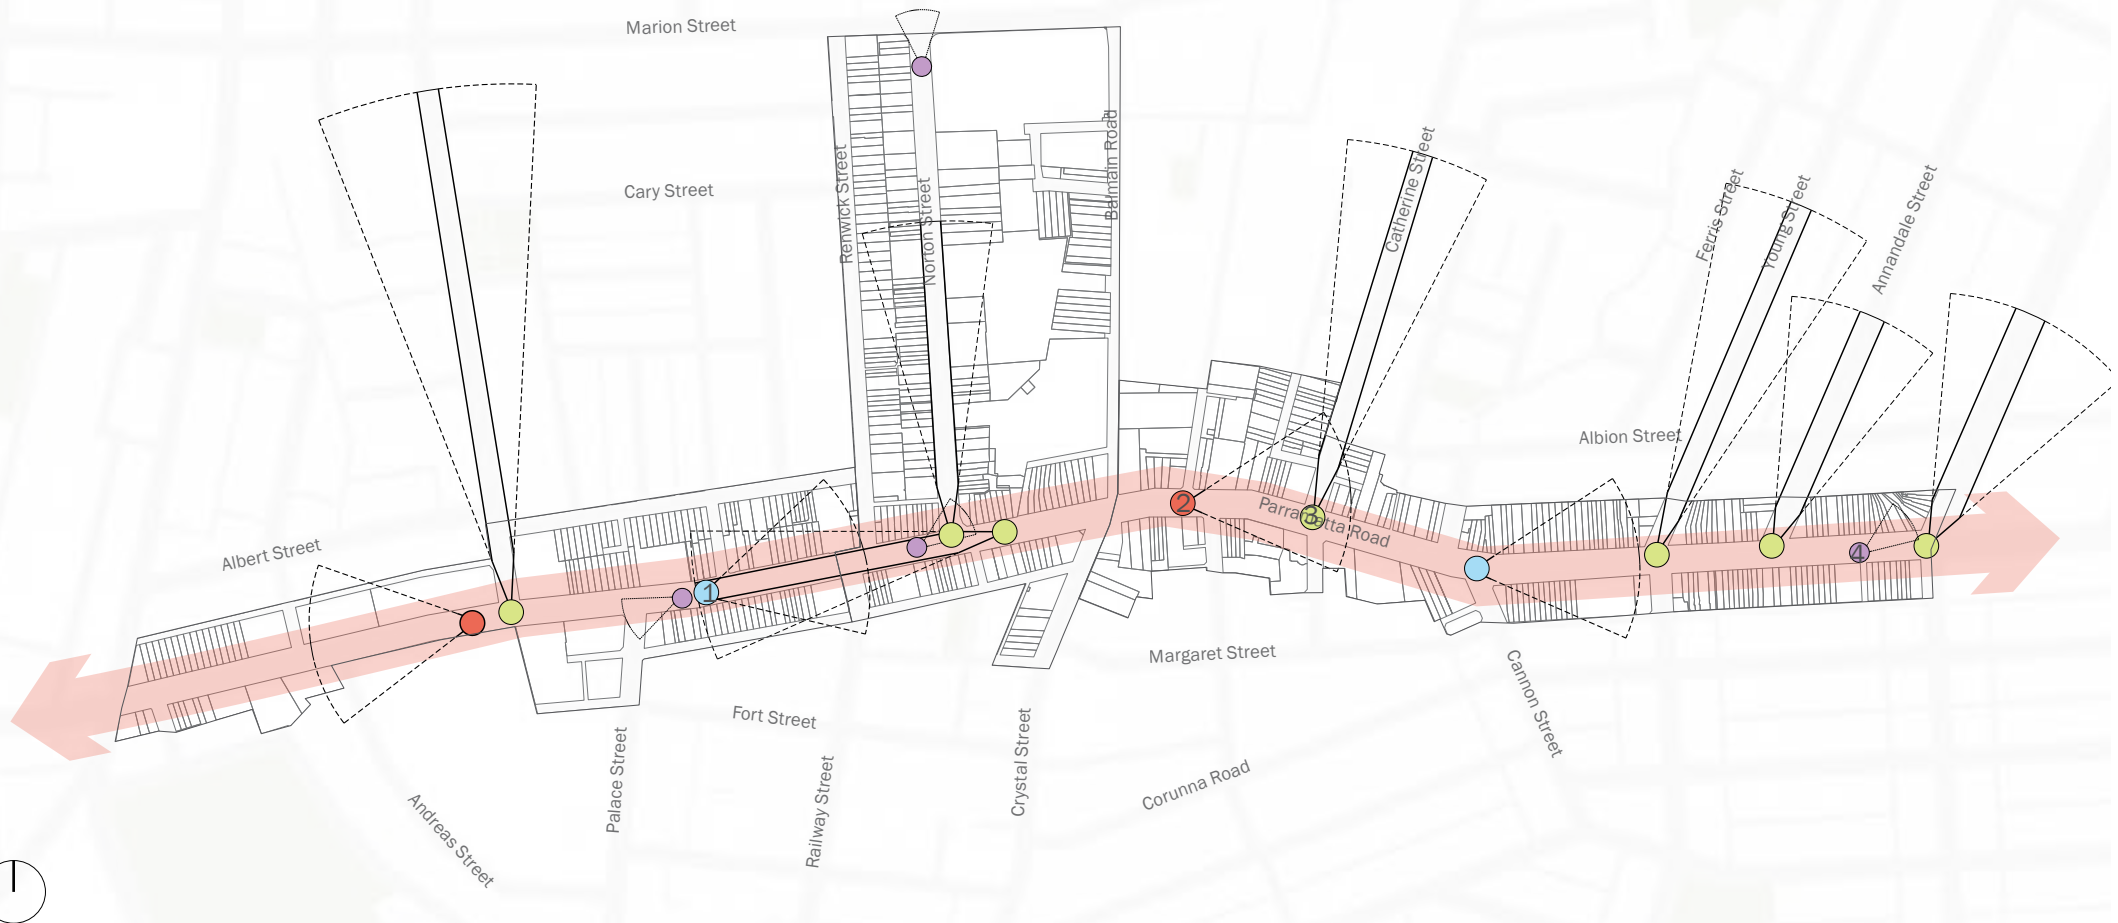 Marion Street
Cary Street
Renwick Street
Norton Street
Balmain Road
Catherine Street
Ferris Street
Young Street
Annandale Street
Albion Street
Albert Street
1
2
3
Parramatta Road
4
Margaret Street
Cannon Street
Fort Street
Palace Street
Railway Street
Crystal Street
Corunna Road
Andreas Street